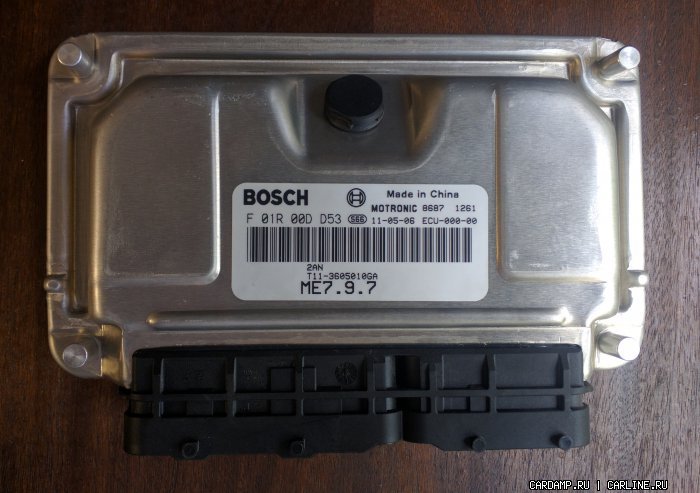 BOSCH Made in China
MOTRONIC 8687 1261
F 01R 00D D53 566 11-05-06 ECU-000-00
2AN
T11-3605010GA
ME7.9.7
CARDAMP.RU | CARLINE.RU